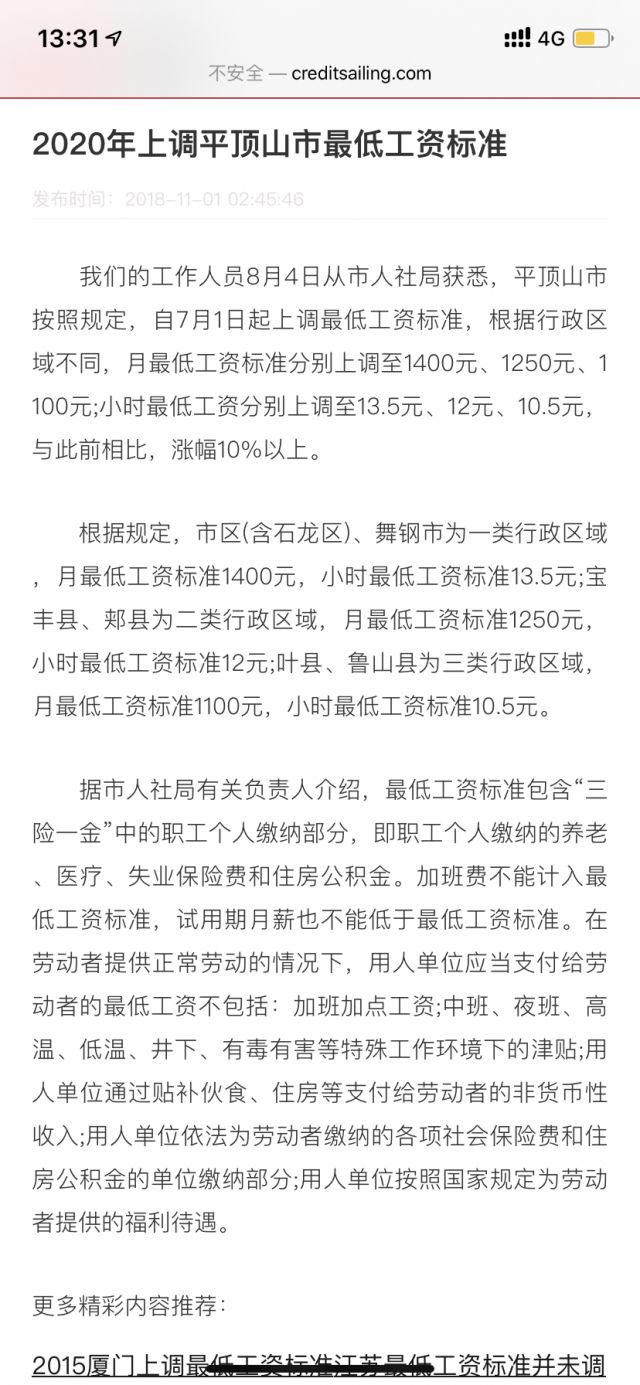 13:31 4G
不安全 — creditsailing.com
2020年上调平顶山市最低工资标准
发布时间：2018-11-01 02:45:46
我们的工作人员8月4日从市人社局获悉，平顶山市
按照规定，自7月1日起上调最低工资标准，根据行政区
域不同，月最低工资标准分别上调至1400元、1250元、1
100元;小时最低工资分别上调至13.5元、12元、10.5元，
与此前相比，涨幅10%以上。
根据规定，市区(含石龙区)、舞钢市为一类行政区域
，月最低工资标准1400元，小时最低工资标准13.5元;宝
丰县、郏县为二类行政区域，月最低工资标准1250元，
小时最低工资标准12元;叶县、鲁山县为三类行政区域，
月最低工资标准1100元，小时最低工资标准10.5元。
据市人社局有关负责人介绍，最低工资标准包含“三
险一金”中的职工个人缴纳部分，即职工个人缴纳的养老
、医疗、失业保险费和住房公积金。加班费不能计入最
低工资标准，试用期月薪也不能低于最低工资标准。在
劳动者提供正常劳动的情况下，用人单位应当支付给劳
动者的最低工资不包括：加班加点工资;中班、夜班、高
温、低温、井下、有毒有害等特殊工作环境下的津贴;用
人单位通过贴补伙食、住房等支付给劳动者的非货币性
收入;用人单位依法为劳动者缴纳的各项社会保险费和住
房公积金的单位缴纳部分;用人单位按照国家规定为劳动
者提供的福利待遇。
更多精彩内容推荐：
2015厦门上调最低工资标准江苏最低工资标准并未调